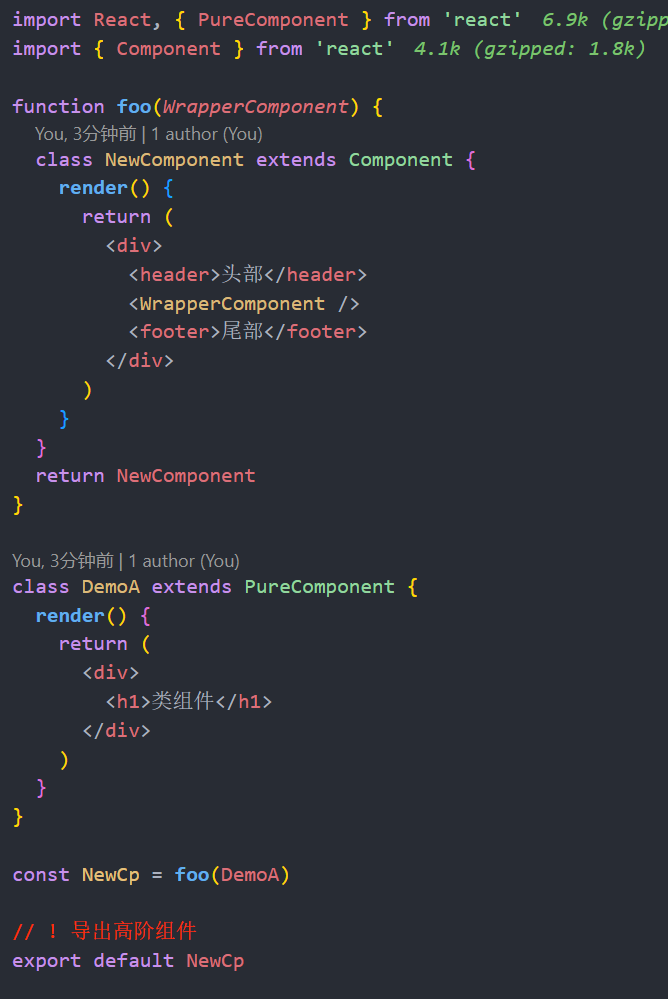 import React, { PureComponent } from 'react' 6.9k (gzipp
import { Component } from 'react' 4.1k (gzipped: 1.8k)
function foo(WrapperComponent) {
You, 3分钟前 | 1 author (You)
class NewComponent extends Component {
render() {
return (
<div>
<header>头部</header>
<WrapperComponent />
<footer>尾部</footer>
</div>
)
}
}
return NewComponent
}
You, 3分钟前 | 1 author (You)
class DemoA extends PureComponent {
render() {
return (
<div>
<h1>类组件</h1>
</div>
)
}
}
const NewCp = foo(DemoA)
// ! 导出高阶组件
export default NewCp